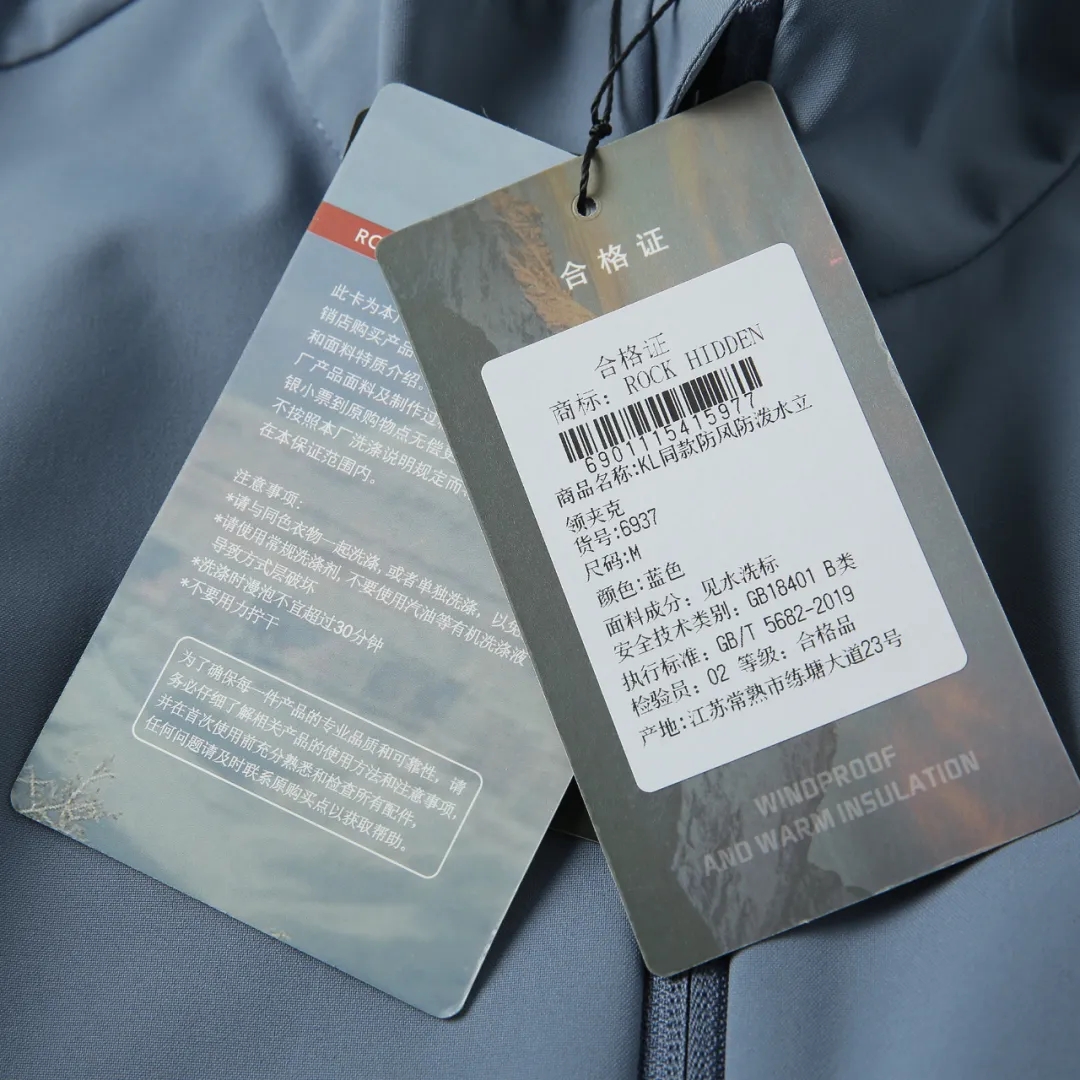 此卡为本
销店购买产品
和面料特质介绍。
厂产品面料及制作过
银小票到原购物点无偿
不按照本厂洗涤说明规定而
在本保证范围内。
注意事项:
*请与同色衣物一起洗涤, 或者单独洗涤, 以免
*请使用常规洗涤剂, 不要使用汽油等有机洗涤液
导致方式层破坏
*洗涤时漫泡不宜超过30分钟
*不要用力拧干
为了确保每一件产品的专业品质和可靠性, 请
务必仔细了解相关产品的使用方法和注意事项,
并在首次使用前充分熟悉和检查所有配件,
任何问题请及时联系原购买点以获取帮助。
合格证
合格证
商标: ROCK HIDDEN
6901115415977
商品名称:KL同款防风防泼水立
领夹克
货号:6937
尺码:M
颜色:蓝色
面料成分: 见水洗标
安全技术类别: GB18401 B类
执行标准: GB/T 5682-2019
检验员: 02 等级: 合格品
产地:江苏常熟市练塘大道23号
WINDPROOF
AND WARM INSULATION